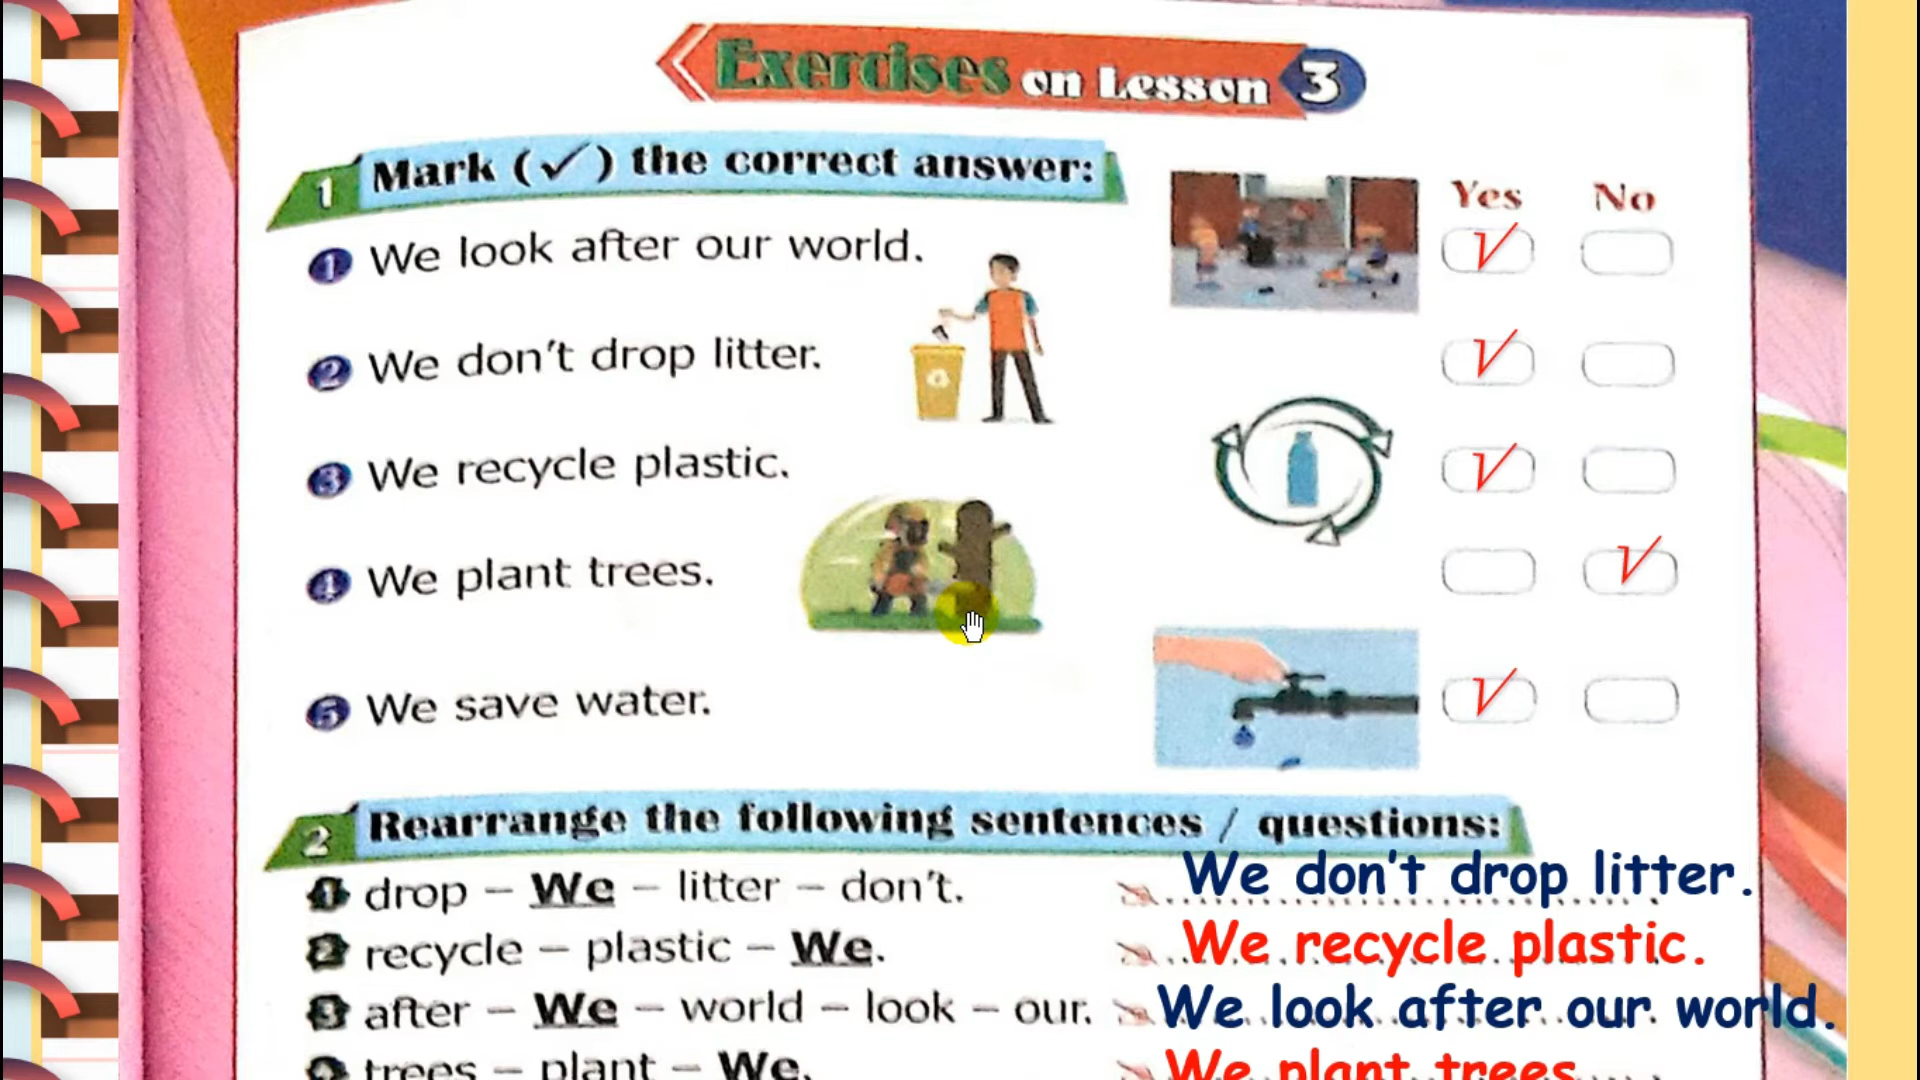 Exercises on Lesson 3
1 Mark (✓) the correct answer:
Yes No
1 We look after our world.
2 We don't drop litter.
3 We recycle plastic.
4 We plant trees.
5 We save water.
2 Rearrange the following sentences / questions:
1 drop – We – litter – don't. We don't drop litter.
2 recycle – plastic – We. We recycle plastic.
3 after – We – world – look – our. We look after our world.
4 trees – plant – We. We plant trees.